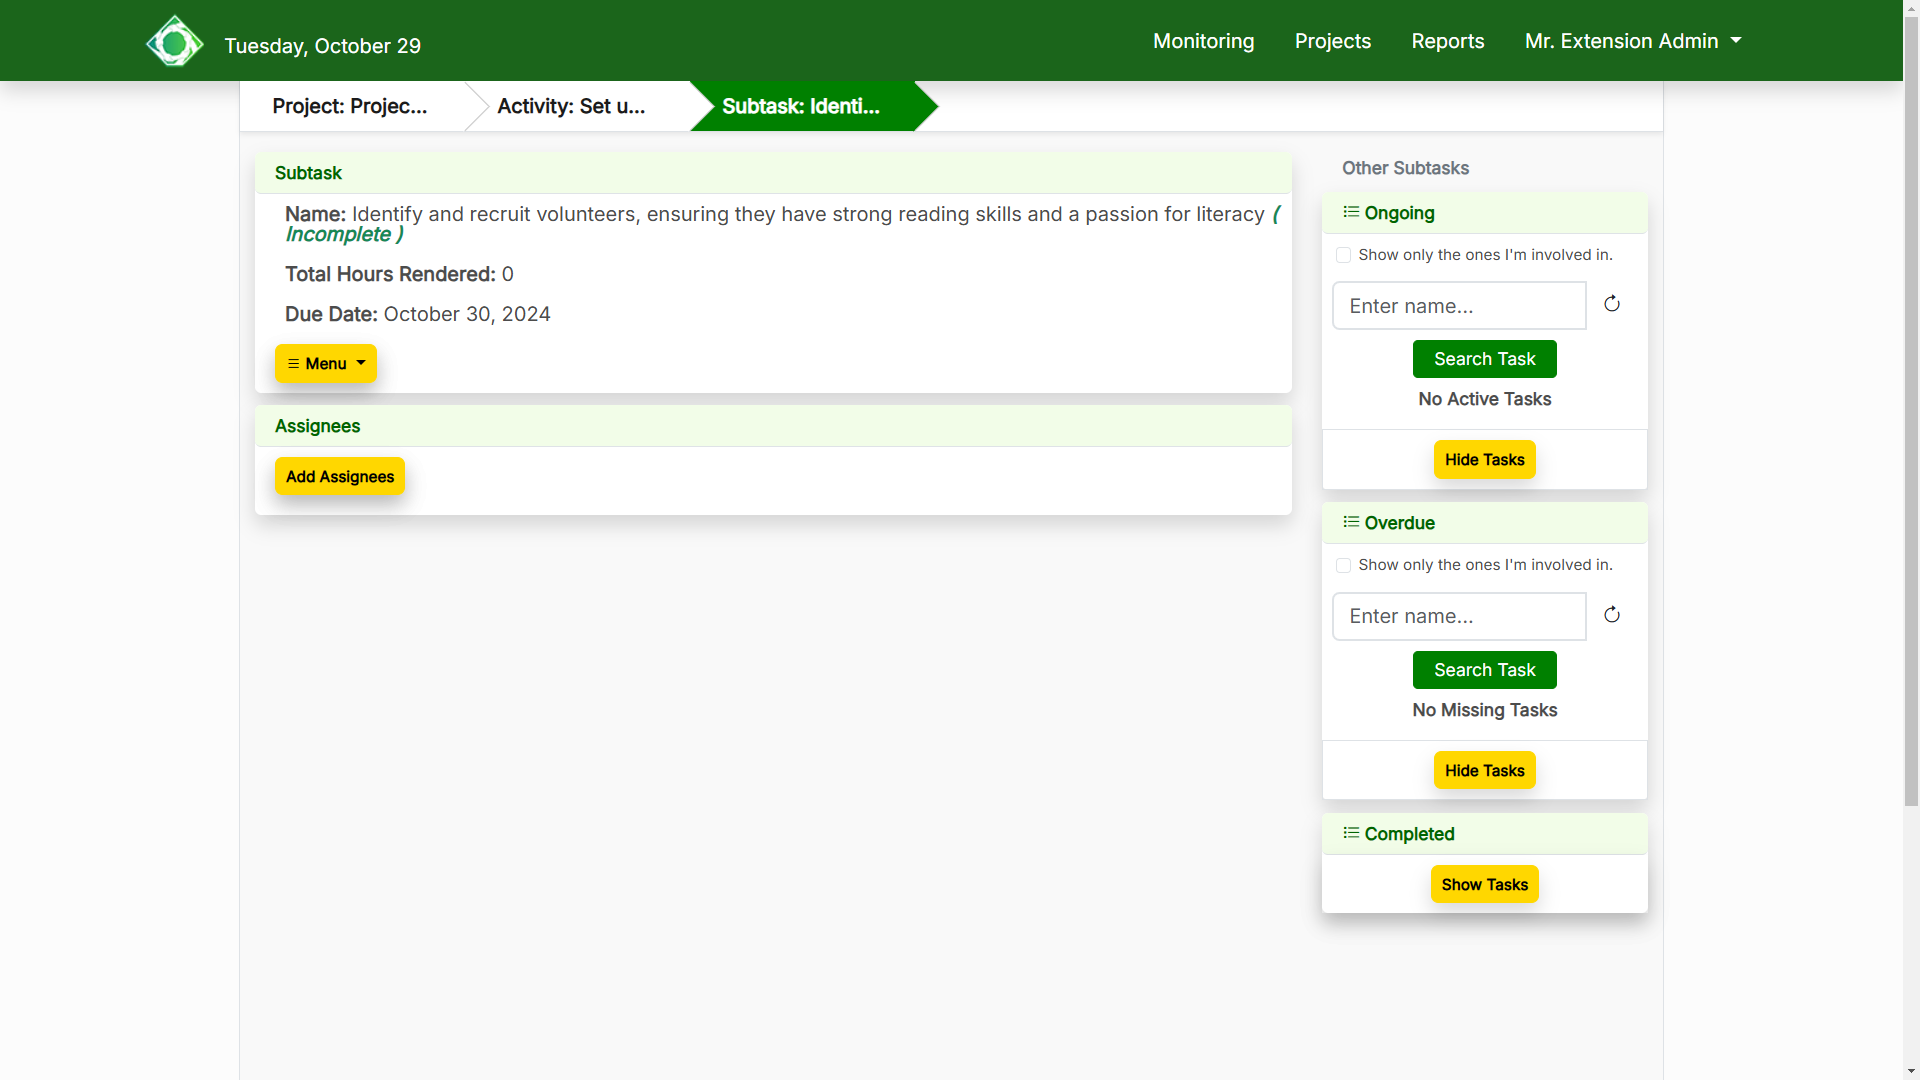 Tuesday, October 29
Monitoring
Projects
Reports
Mr. Extension Admin
Project: Projec...
Activity: Set u...
Subtask: Identi...
Subtask
Name: Identify and recruit volunteers, ensuring they have strong reading skills and a passion for literacy (
Incomplete )
Total Hours Rendered: 0
Due Date: October 30, 2024
Menu
Assignees
Add Assignees
Other Subtasks
Ongoing
Show only the ones I'm involved in.
Enter name...
Search Task
No Active Tasks
Hide Tasks
Overdue
Show only the ones I'm involved in.
Enter name...
Search Task
No Missing Tasks
Hide Tasks
Completed
Show Tasks